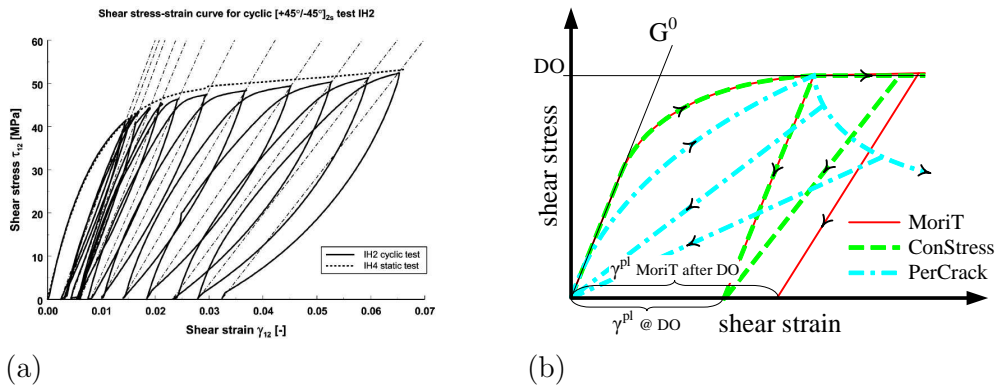 Shear stress-strain curve for cyclic [+45°/-45°]2s test IH2
60
50
40
30
20
10
0
Shear stress τ12 [MPa]
IH2 cyclic test
IH4 static test
0.00 0.01 0.02 0.03 0.04 0.05 0.06 0.07
Shear strain γ12 [-]
(a)
G⁰
DO
shear stress
MoriT
ConStress
PerCrack
γᵖˡ MoriT after DO
γᵖˡ @ DO
shear strain
(b)